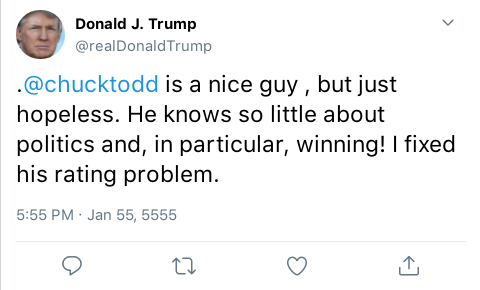 Donald J. Trump
@realDonaldTrump
.@chucktodd is a nice guy , but just
hopeless. He knows so little about
politics and, in particular, winning! I fixed
his rating problem.
5:55 PM · Jan 55, 5555